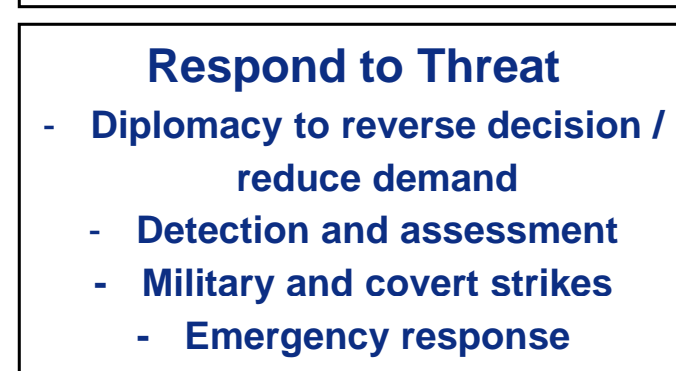 Respond to Threat
- Diplomacy to reverse decision /
reduce demand
- Detection and assessment
- Military and covert strikes
- Emergency response